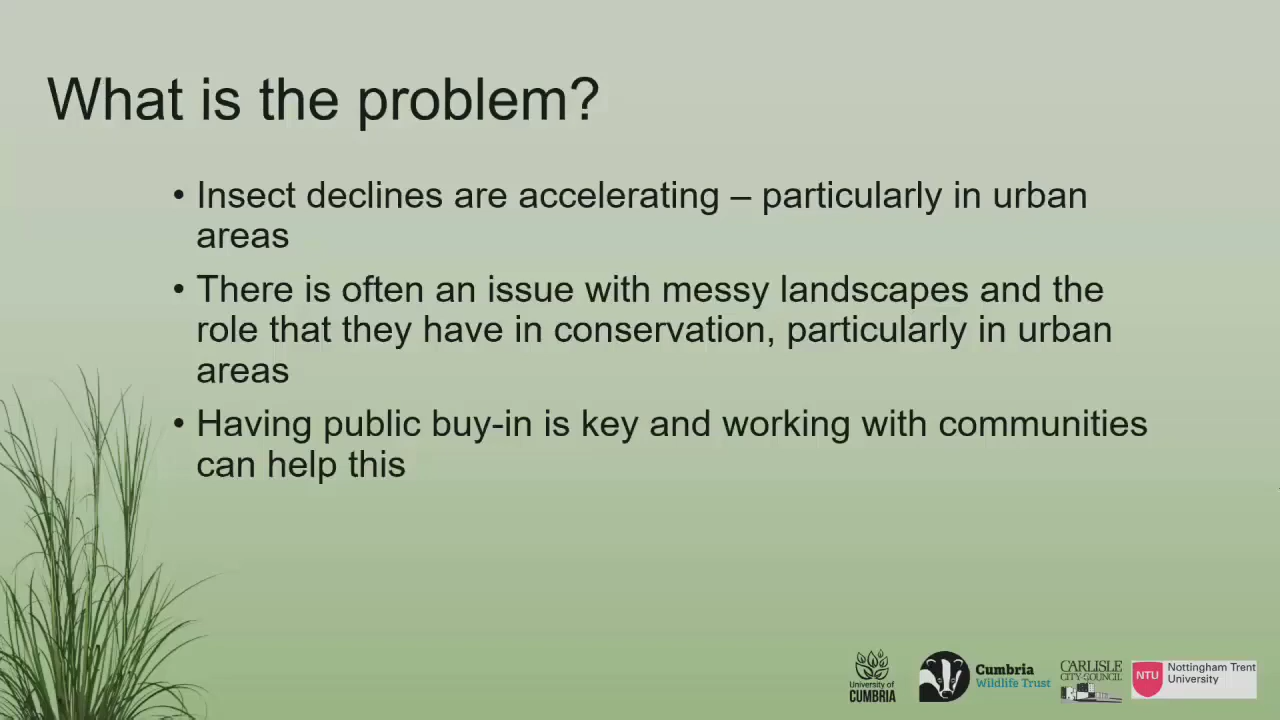 What is the problem?
• Insect declines are accelerating – particularly in urban
areas
• There is often an issue with messy landscapes and the
role that they have in conservation, particularly in urban
areas
• Having public buy-in is key and working with communities
can help this
University of
CUMBRIA
Cumbria
Wildlife Trust
CARLISLE
CITY·COUNCIL
NTU
Nottingham Trent
University